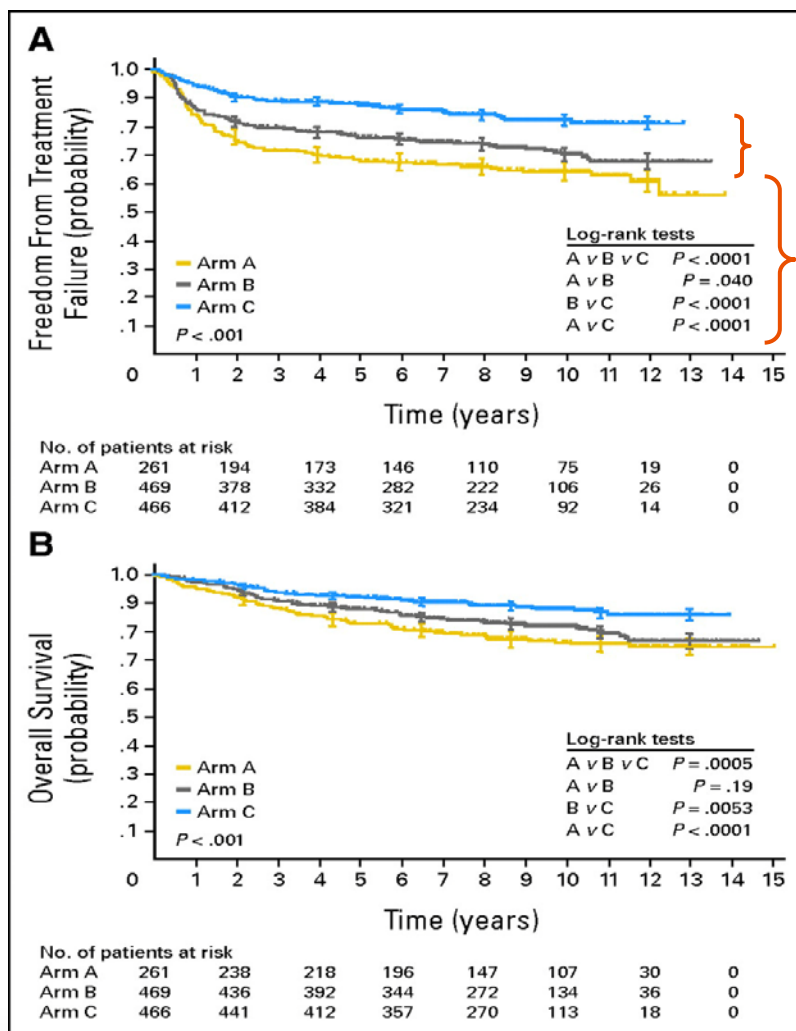 A
Freedom From Treatment
Failure (probability)
1.0
.9
.7
.7
.6
.5
.4
.3
.2
.1
Arm A
Arm B
Arm C
P < .001
Log-rank tests
A v B v C P < .0001
A v B P = .040
B v C P < .0001
A v C P < .0001
0 1 2 3 4 5 6 7 8 9 10 11 12 13 14 15
Time (years)
No. of patients at risk
Arm A 261 194 173 146 110 75 19 0
Arm B 469 378 332 282 222 106 26 0
Arm C 466 412 384 321 234 92 14 0
B
Overall Survival
(probability)
1.0
.9
.7
.7
.6
.5
.4
.3
.2
.1
Arm A
Arm B
Arm C
P < .001
Log-rank tests
A v B v C P = .0005
A v B P = .19
B v C P = .0053
A v C P < .0001
0 1 2 3 4 5 6 7 8 9 10 11 12 13 14 15
Time (years)
No. of patients at risk
Arm A 261 238 218 196 147 107 30 0
Arm B 469 436 392 344 272 134 36 0
Arm C 466 441 412 357 270 113 18 0